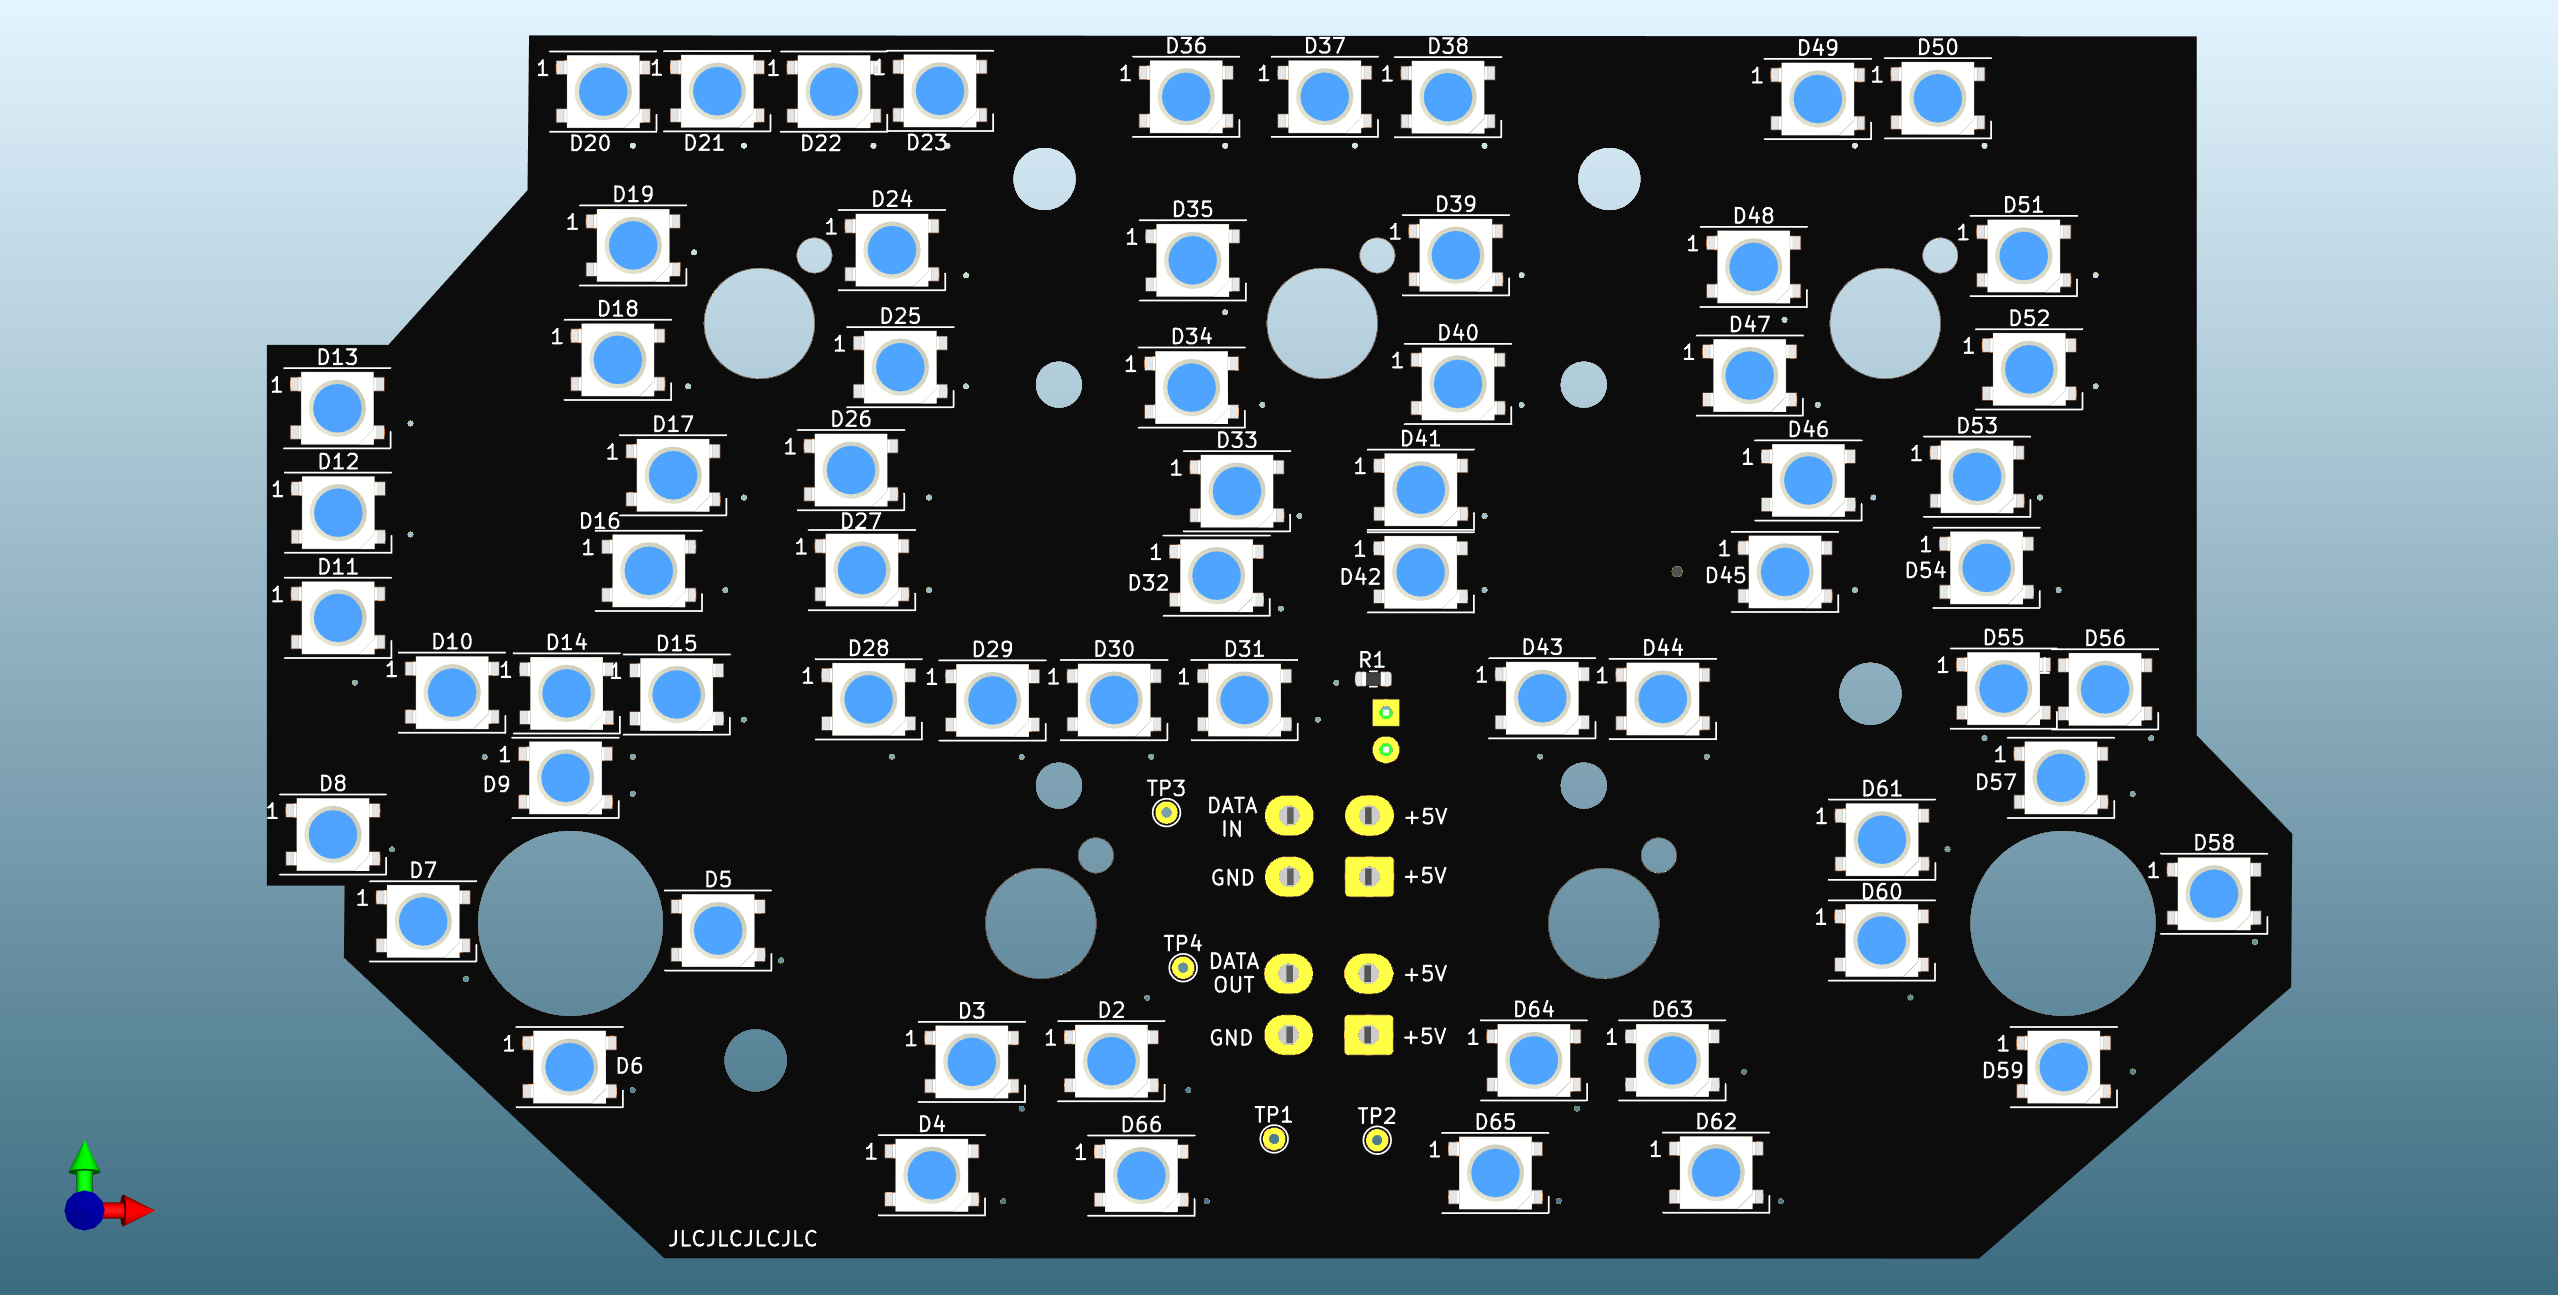 D36 D37 D38 D49 D50
1 1 1 1 1 1 1 1 1
D20 D21 D22 D23
D19 D24 D35 D39 D48 D51
1 1 1 1 1 1
D18 D25 D34 D40 D47 D52
1 1 1 1 1 1
D13
1
D17 D26 D33 D41 D46 D53
1 1 1 1 1 1
D12
1
D16 D27
1 1 1 1 1 1
D32 D42 D45 D54
D11
1
D10 D14 D15 D28 D29 D30 D31 R1 D43 D44 D55 D56
1 1 1 1 1 1 1 1 1 1
1 1
D9 D57
D8 TP3 D61
1 1
DATA
IN
+5V
D7 D5 GND +5V D60 D58
1 1 1
TP4
DATA
OUT
+5V
D3 D2 GND +5V D64 D63
1 1 1 1 1 1
D6 D59
D4 D66 TP1 TP2 D65 D62
1 1 1 1
JLCJLCJLCJLC